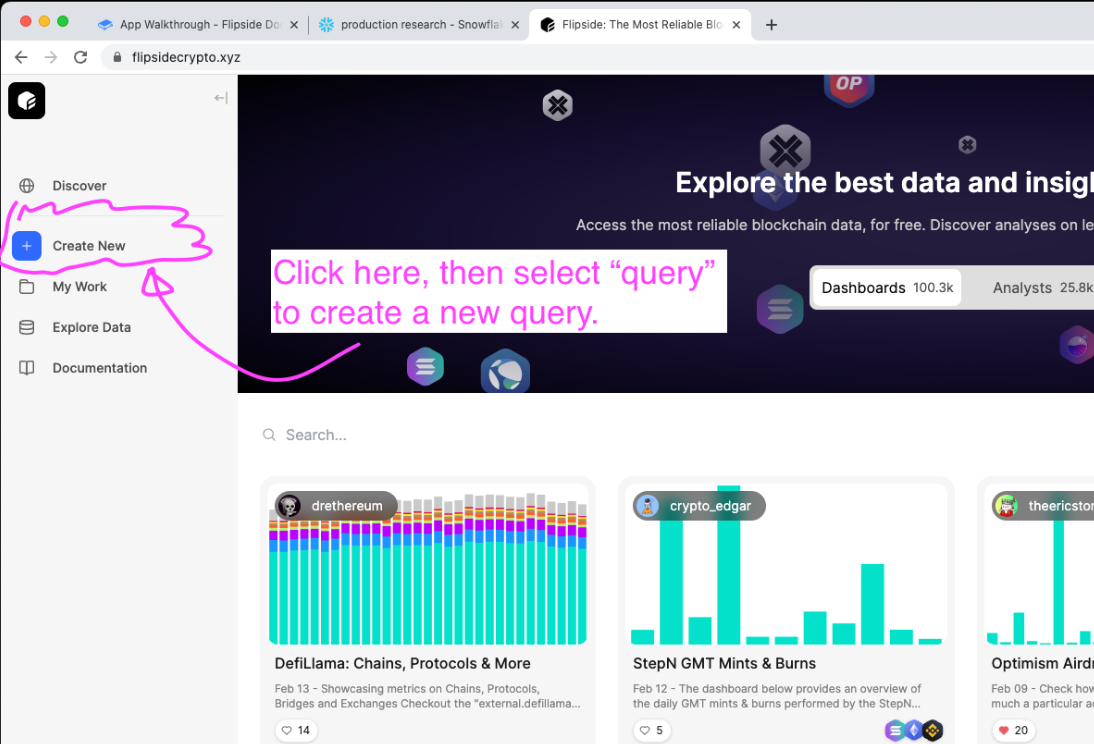 App Walkthrough - Flipside Do
production research - Snowfla
Flipside: The Most Reliable Blo
flipsidecrypto.xyz
Discover
Create New
My Work
Explore Data
Documentation
OP
Explore the best data and insigh
Access the most reliable blockchain data, for free. Discover analyses on le
Click here, then select “query”
to create a new query.
Dashboards 100.3k
Analysts 25.8k
Search...
drethereum
DefiLlama: Chains, Protocols & More
Feb 13 - Showcasing metrics on Chains, Protocols,
Bridges and Exchanges Checkout the "external.defillama...
14
crypto_edgar
StepN GMT Mints & Burns
Feb 12 - The dashboard below provides an overview of
the daily GMT mints & burns performed by the StepN...
5
theericsto
Optimism Aird
Feb 09 - Check how
much a particular a
20